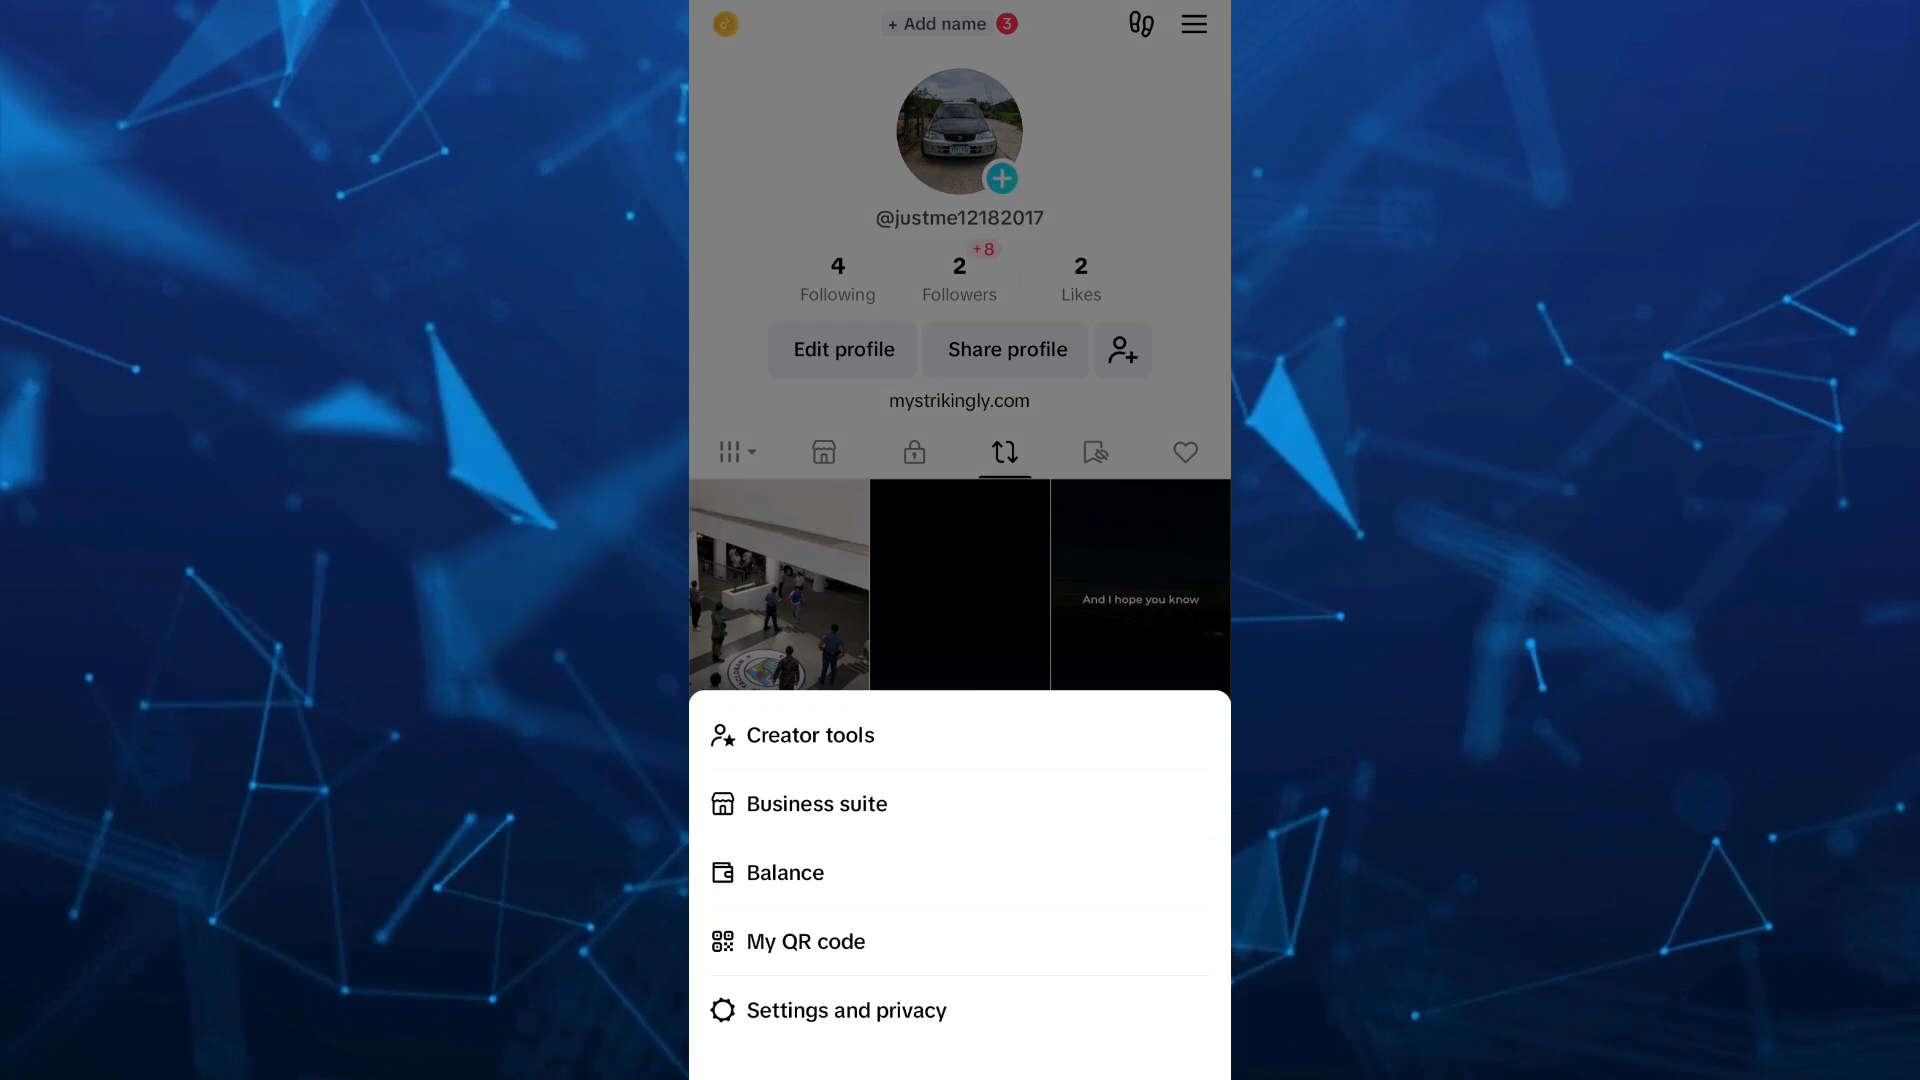 + Add name 3
@justme12182017
+8
4 2 2
Following Followers Likes
Edit profile Share profile
mystrikingly.com
And I hope you know
Creator tools
Business suite
Balance
My QR code
Settings and privacy